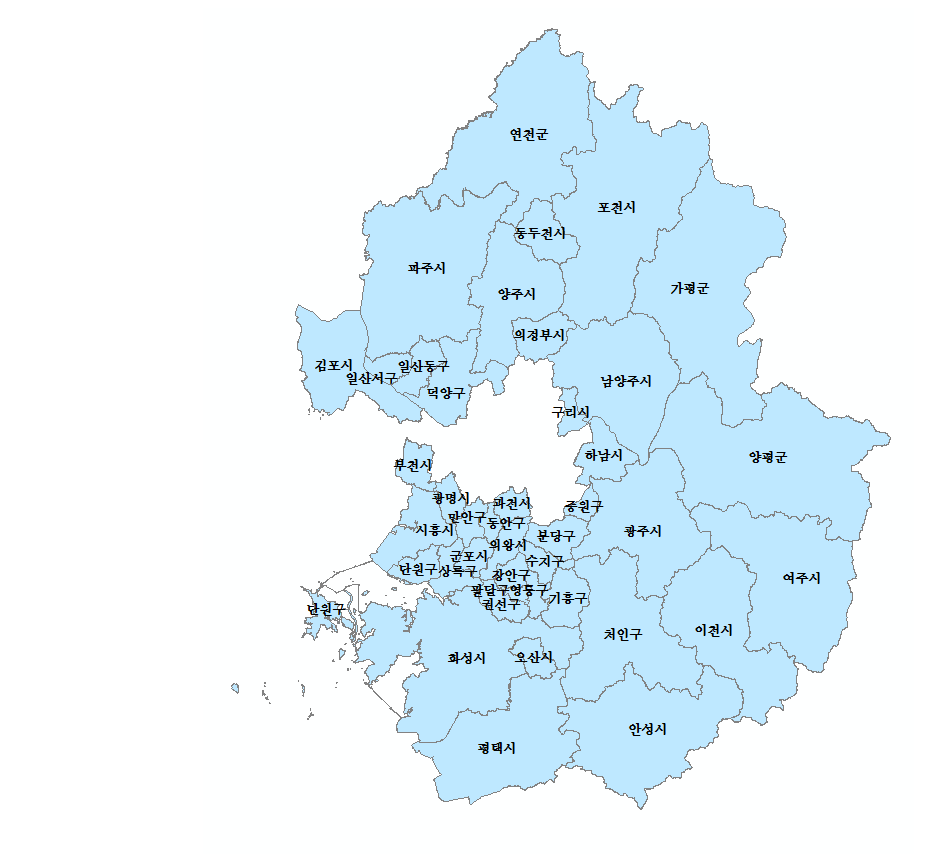 연천군
포천시
동두천시
파주시
가평군
양주시
의정부시
김포시
일산동구
일산서구
남양주시
덕양구
구리시
하남시
양평군
부천시
광명시
과천시
중원구
만안구
동안구
시흥시
분당구
광주시
의왕시
군포시
수지구
단원구
상록구
장안구
여주시
팔달구
영통구
기흥구
권선구
단원구
이천시
처인구
화성시
오산시
안성시
평택시